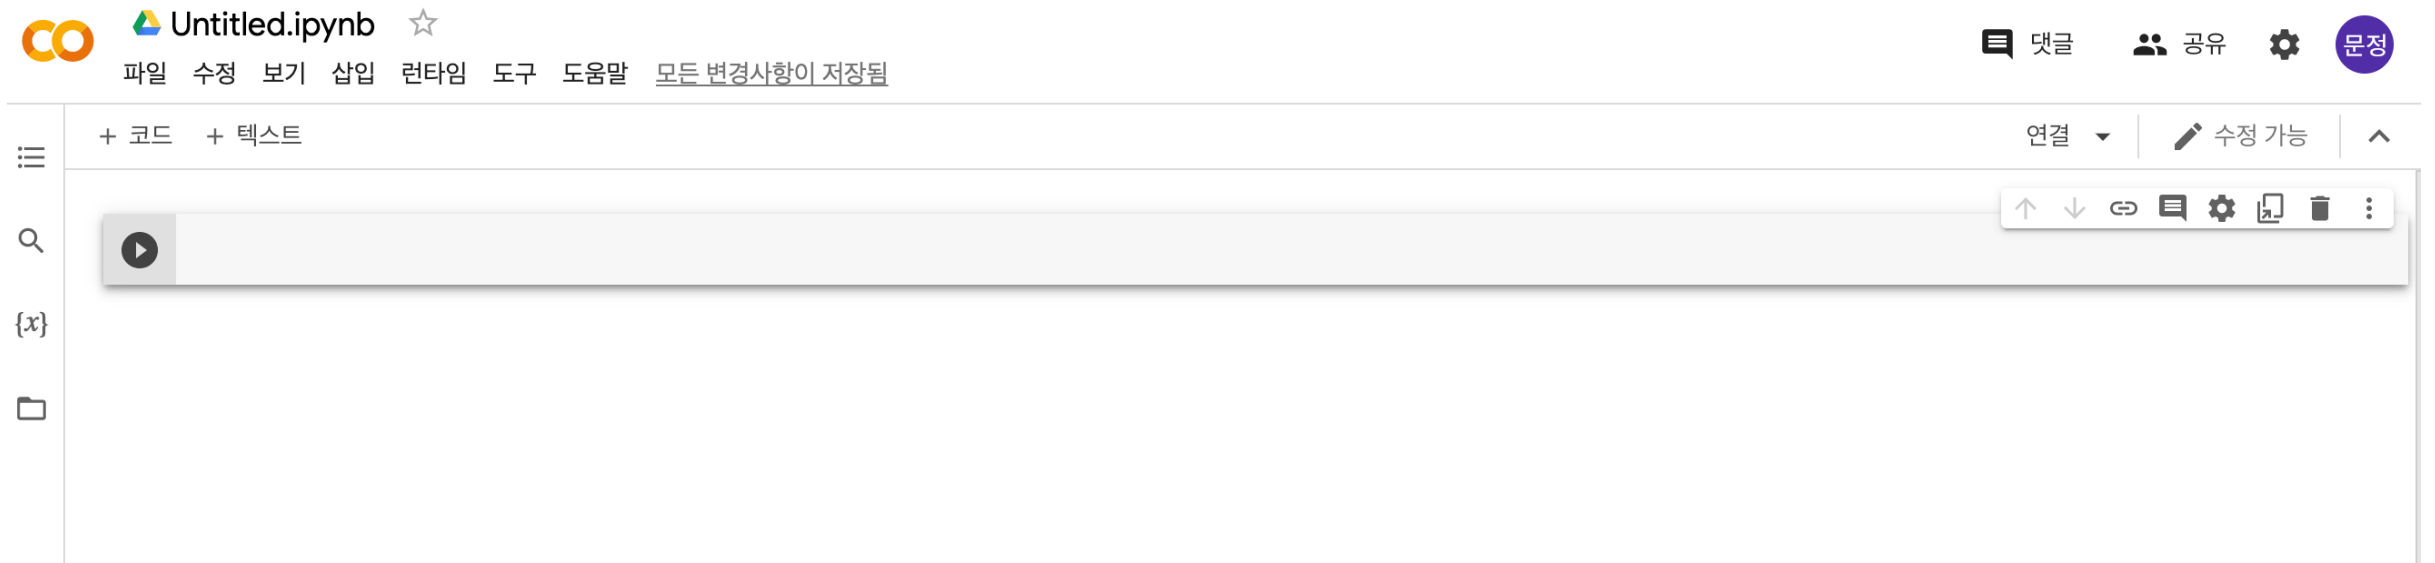 Untitled.ipynb
파일 수정 보기 삽입 런타임 도구 도움말 모든 변경사항이 저장됨
댓글 공유 문정
+ 코드 + 텍스트
연결 수정 가능
{x}